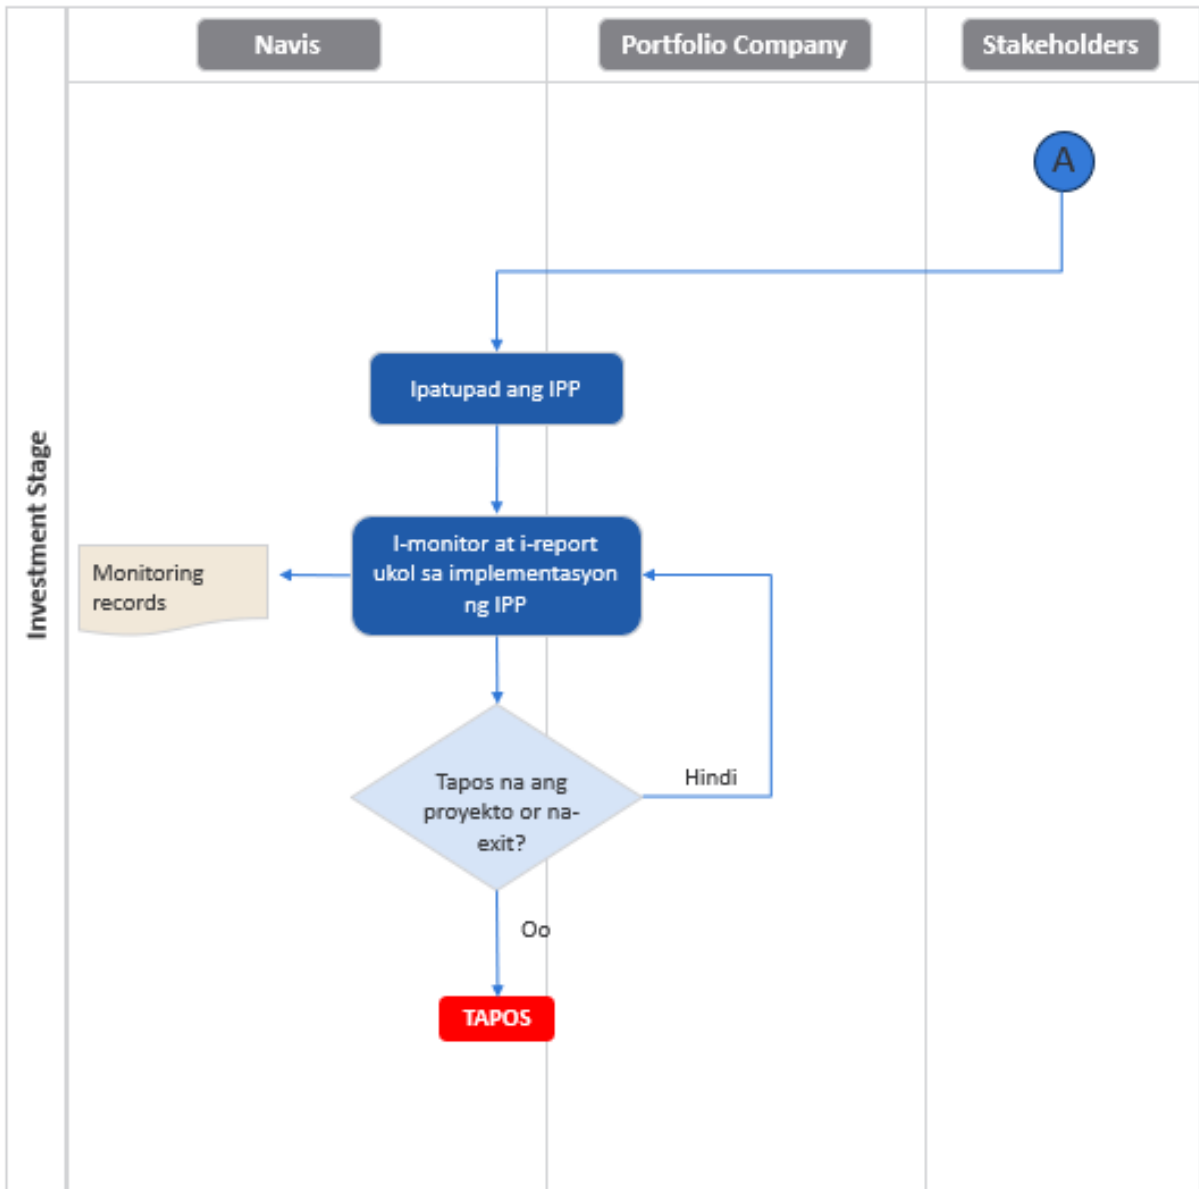 Navis
Portfolio Company
Stakeholders
Investment Stage
A
Ipatupad ang IPP
I-monitor at i-report
ukol sa implementasyon
ng IPP
Monitoring
records
Tapos na ang
proyekto or na-
exit?
Hindi
Oo
TAPOS